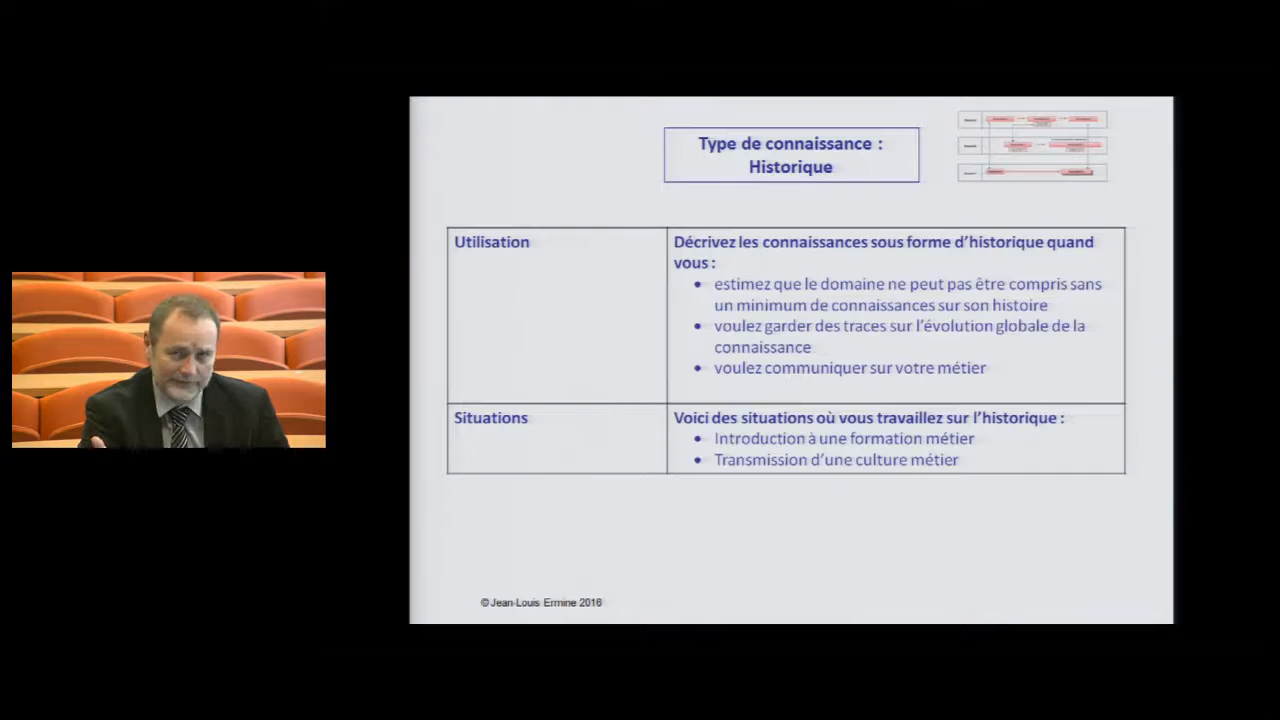 Type de connaissance :
Historique
Utilisation
Décrivez les connaissances sous forme d'historique quand
vous :
• estimez que le domaine ne peut pas être compris sans
un minimum de connaissances sur son histoire
• voulez garder des traces sur l'évolution globale de la
connaissance
• voulez communiquer sur votre métier
Situations
Voici des situations où vous travaillez sur l'historique :
• Introduction à une formation métier
• Transmission d'une culture métier
© Jean-Louis Ermine 2016